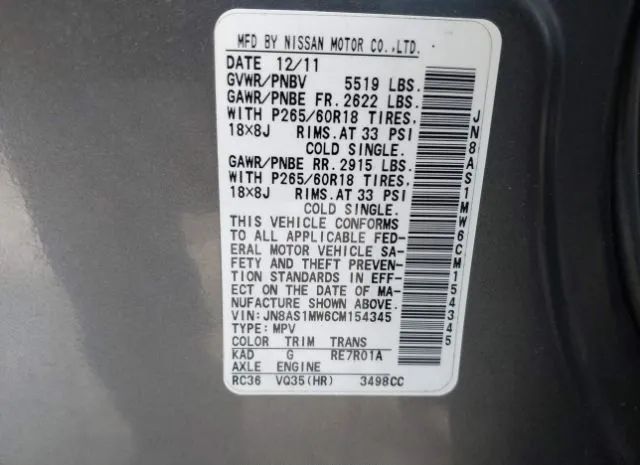 MFD BY NISSAN MOTOR CO.,LTD.
DATE 12/11
GVWR/PNBV 5519 LBS.
GAWR/PNBE FR. 2622 LBS.
WITH P265/60R18 TIRES,
18X8J RIMS.AT 33 PSI
COLD SINGLE.
GAWR/PNBE RR. 2915 LBS.
WITH P265/60R18 TIRES,
18X8J RIMS.AT 33 PSI
COLD SINGLE.
THIS VEHICLE CONFORMS
TO ALL APPLICABLE FED-
ERAL MOTOR VEHICLE SA-
FETY AND THEFT PREVEN-
TION STANDARDS IN EFF-
ECT ON THE DATE OF MA-
NUFACTURE SHOWN ABOVE.
VIN: JN8AS1MW6CM154345
TYPE: MPV
COLOR TRIM TRANS
KAD G RE7R01A
AXLE ENGINE
RC36 VQ35(HR) 3498CC
JN8AS1MW6CM154345